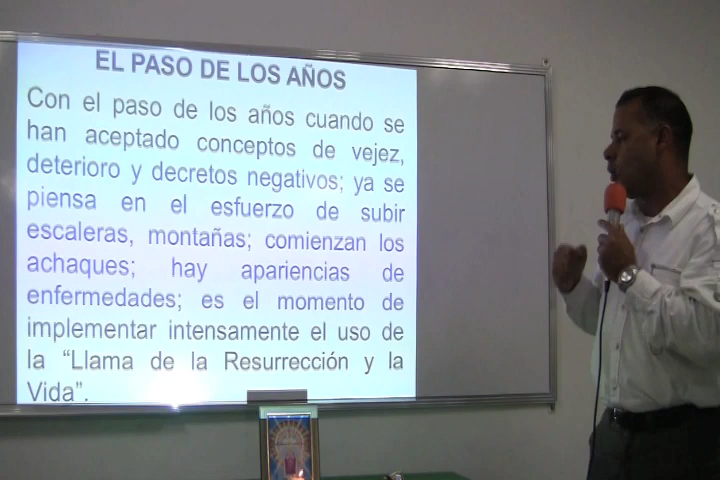 EL PASO DE LOS AÑOS
Con el paso de los años cuando se
han aceptado conceptos de vejez,
deterioro y decretos negativos; ya se
piensa en el esfuerzo de subir
escaleras, montañas; comienzan los
achaques; hay apariencias de
enfermedades; es el momento de
implementar intensamente el uso de
la “Llama de la Resurrección y la
Vida”.